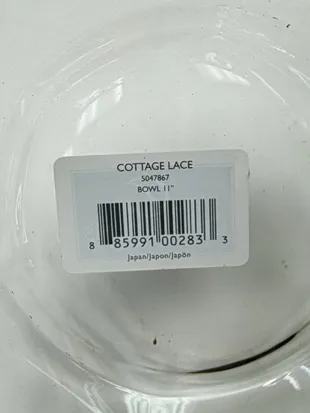 COTTAGE LACE
5047867
BOWL 11"
8 85991 00283 3
Japan/Japon/Japón